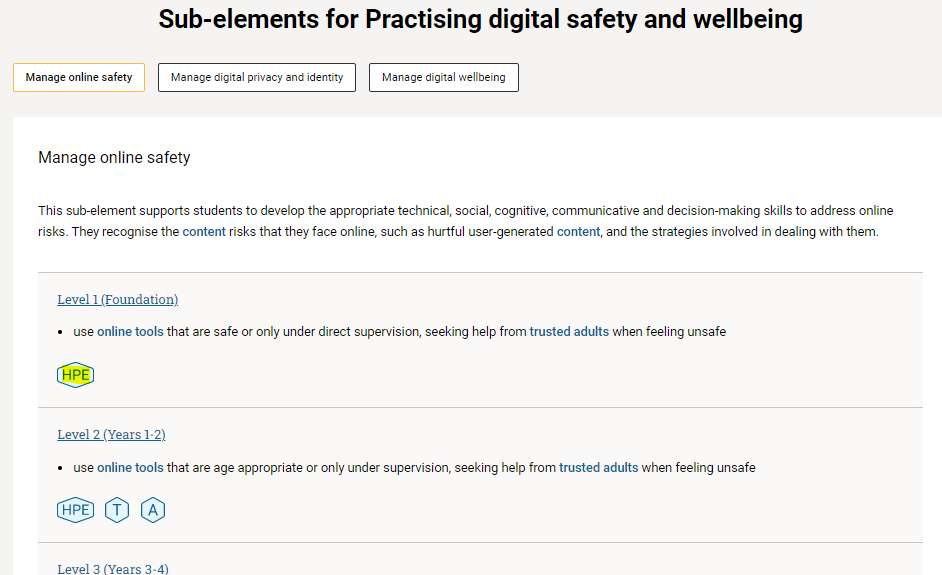 Sub-elements for Practising digital safety and wellbeing
Manage online safety
Manage digital privacy and identity
Manage digital wellbeing
Manage online safety
This sub-element supports students to develop the appropriate technical, social, cognitive, communicative and decision-making skills to address online
risks. They recognise the content risks that they face online, such as hurtful user-generated content, and the strategies involved in dealing with them.
Level 1 (Foundation)
• use online tools that are safe or only under direct supervision, seeking help from trusted adults when feeling unsafe
HPE
Level 2 (Years 1-2)
• use online tools that are age appropriate or only under supervision, seeking help from trusted adults when feeling unsafe
HPE T A
Level 3 (Years 3-4)